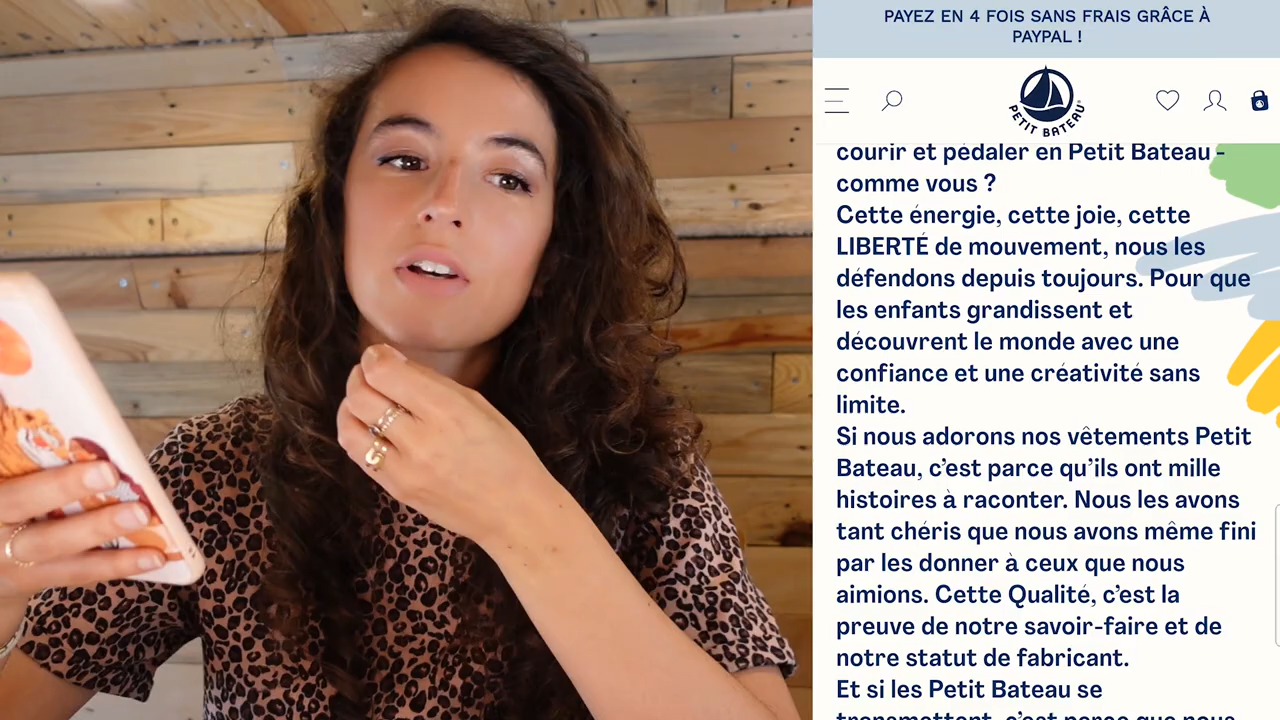 PAYEZ EN 4 FOIS SANS FRAIS GRÂCE À
PAYPAL !
PETIT BATEAU
courir et pédaler en Petit Bateau -
comme vous ?
Cette énergie, cette joie, cette
LIBERTÉ de mouvement, nous les
défendons depuis toujours. Pour que
les enfants grandissent et
découvrent le monde avec une
confiance et une créativité sans
limite.
Si nous adorons nos vêtements Petit
Bateau, c’est parce qu’ils ont mille
histoires à raconter. Nous les avons
tant chéris que nous avons même fini
par les donner à ceux que nous
aimions. Cette Qualité, c’est la
preuve de notre savoir-faire et de
notre statut de fabricant.
Et si les Petit Bateau se
transmettent, c’est parce que nous